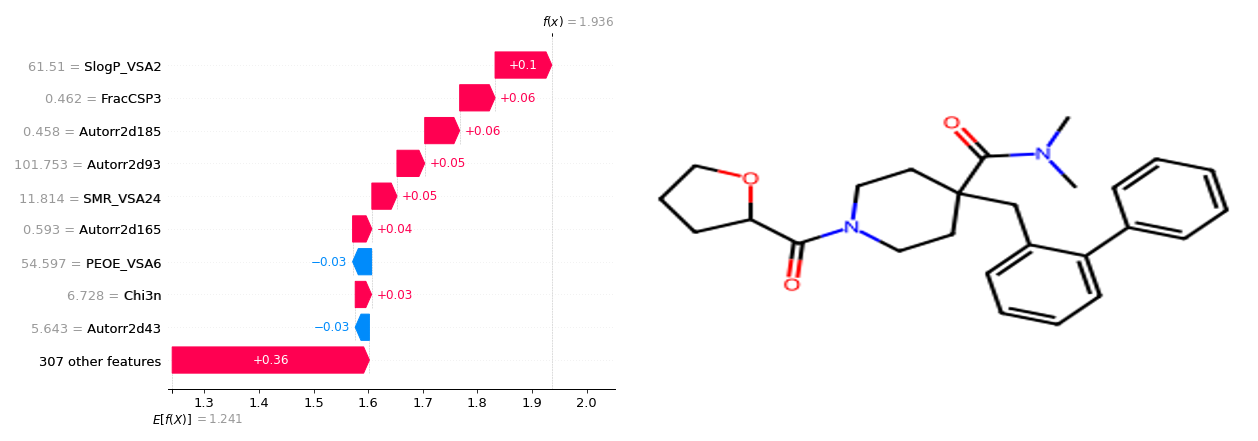 f(x) = 1.936
61.51 = SlogP_VSA2
+0.1
0.462 = FracCSP3
+0.06
0.458 = Autorr2d185
+0.06
101.753 = Autorr2d93
+0.05
11.814 = SMR_VSA24
+0.05
0.593 = Autorr2d165
+0.04
54.597 = PEOE_VSA6
−0.03
6.728 = Chi3n
+0.03
5.643 = Autorr2d43
−0.03
307 other features
+0.36
1.3 1.4 1.5 1.6 1.7 1.8 1.9 2.0
E[f(X)] = 1.241
O
N
O
N
O